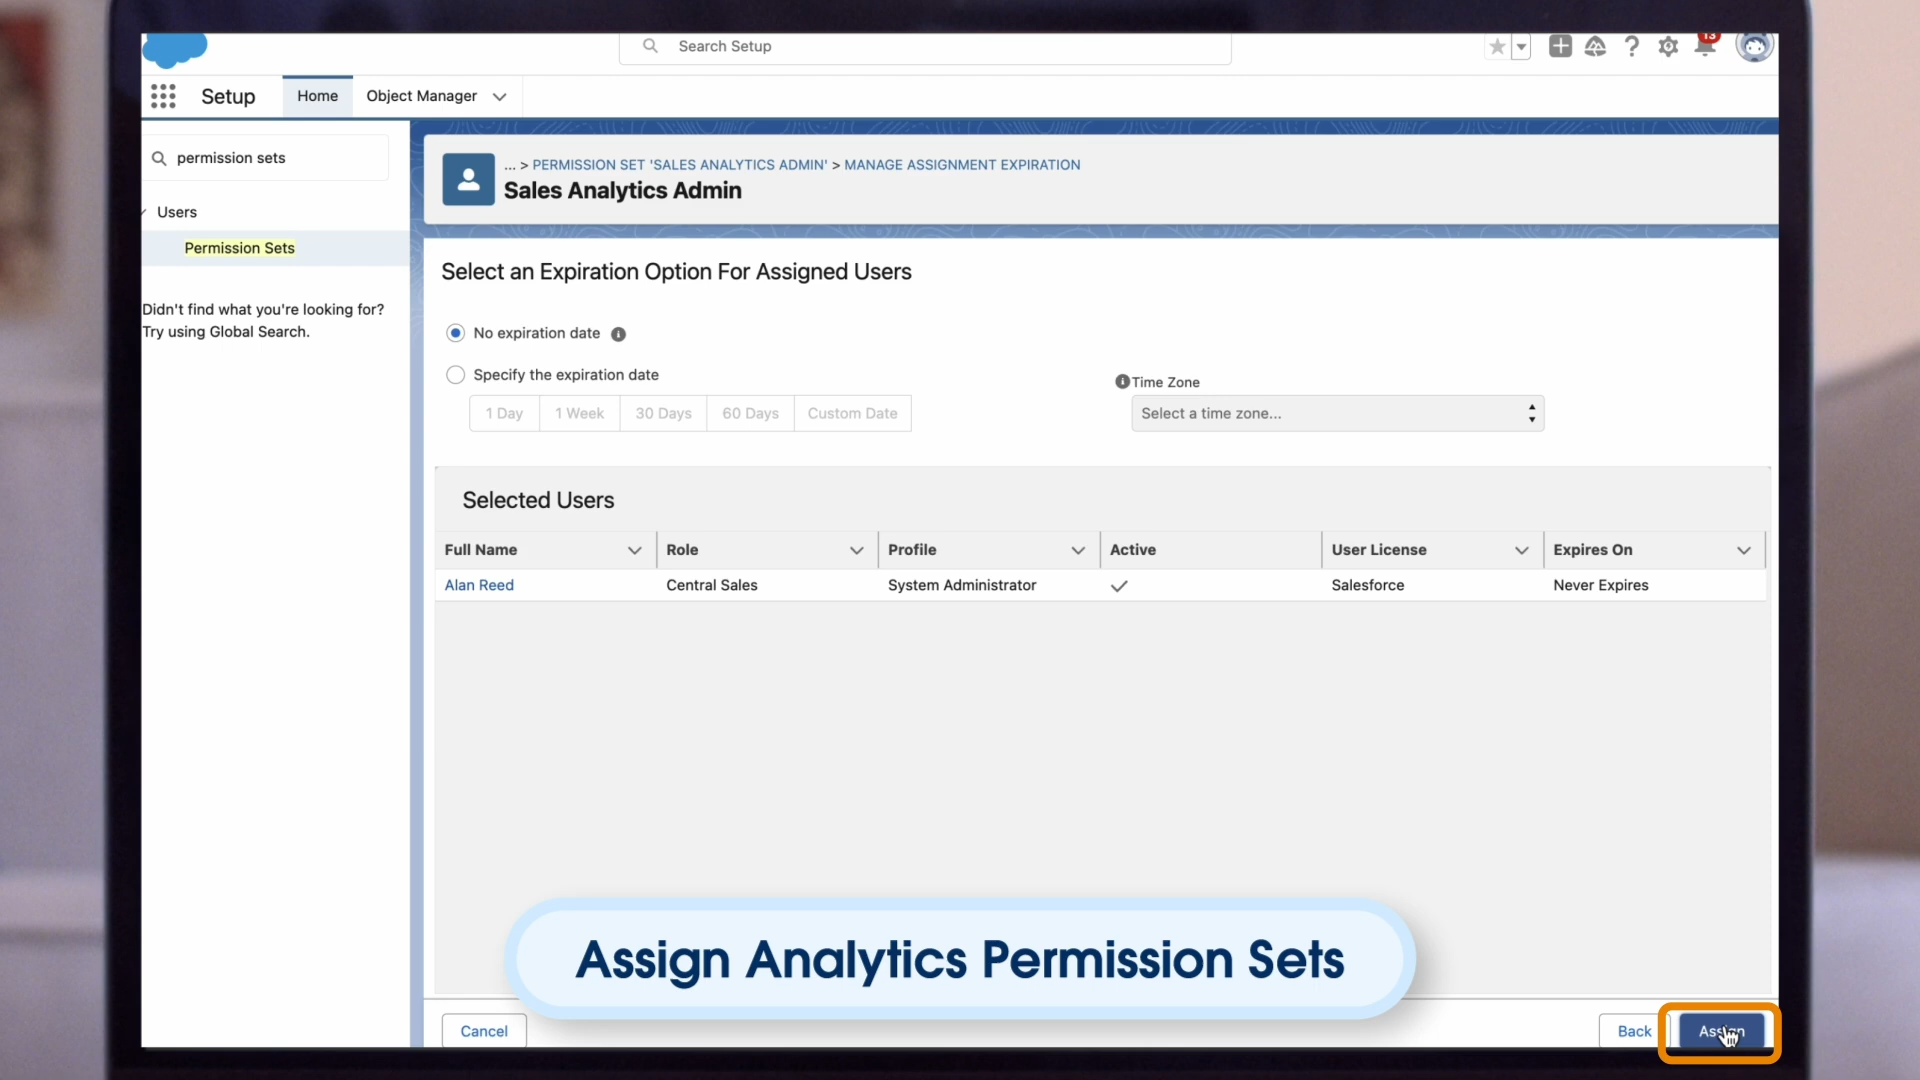 Search Setup
13
Setup
Home
Object Manager
permission sets
Users
Permission Sets
Didn't find what you're looking for?
Try using Global Search.
... > PERMISSION SET 'SALES ANALYTICS ADMIN' > MANAGE ASSIGNMENT EXPIRATION
Sales Analytics Admin
Select an Expiration Option For Assigned Users
No expiration date
Specify the expiration date
1 Day 1 Week 30 Days 60 Days Custom Date
Time Zone
Select a time zone...
Selected Users
Full Name Role Profile Active User License Expires On
Alan Reed Central Sales System Administrator Salesforce Never Expires
Assign Analytics Permission Sets
Cancel
Back
Assign